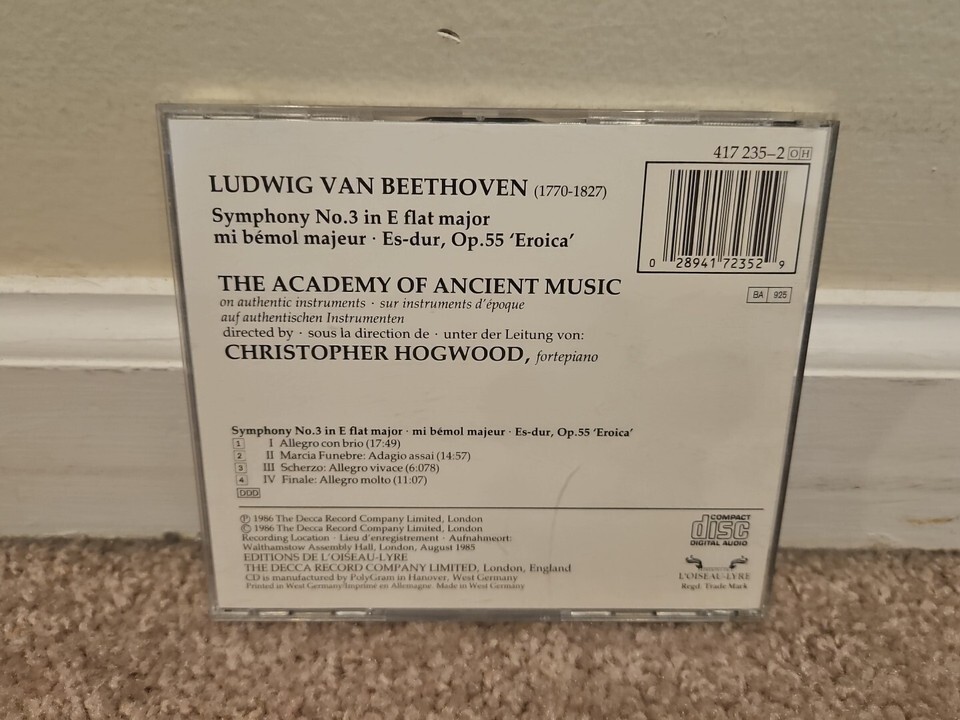 417 235–2 OH
LUDWIG VAN BEETHOVEN (1770-1827)
Symphony No.3 in E flat major
mi bémol majeur · Es-dur, Op.55 ‘Eroica’
0 28941 72352 9
THE ACADEMY OF ANCIENT MUSIC
on authentic instruments · sur instruments d'époque
auf authentischen Instrumenten
BA 925
directed by · sous la direction de · unter der Leitung von:
CHRISTOPHER HOGWOOD, fortepiano
Symphony No.3 in E flat major · mi bémol majeur · Es-dur, Op.55 ‘Eroica’
1 I Allegro con brio (17:49)
2 II Marcia Funebre: Adagio assai (14:57)
3 III Scherzo: Allegro vivace (6:078)
4 IV Finale: Allegro molto (11:07)
DDD
℗ 1986 The Decca Record Company Limited, London
© 1986 The Decca Record Company Limited, London
Recording Location · Lieu d'enregistrement · Aufnahmeort:
Walthamstow Assembly Hall, London, August 1985
EDITIONS DE L'OISEAU-LYRE
THE DECCA RECORD COMPANY LIMITED, London, England
CD is manufactured by PolyGram in Hanover, West Germany
Printed in West Germany/Imprimé en Allemagne. Made in West Germany
COMPACT
disc
DIGITAL AUDIO
L'OISEAU-LYRE
Regd. Trade Mark